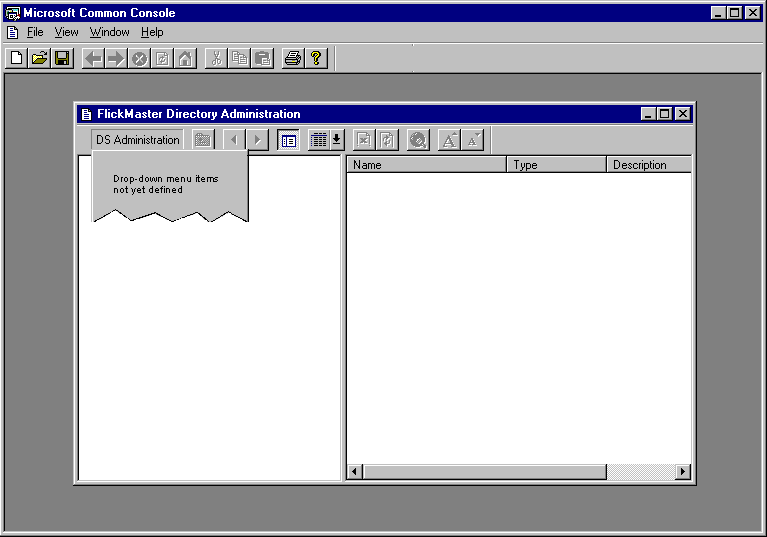 Microsoft Common Console
File View Window Help
FlickMaster Directory Administration
DS Administration
Drop-down menu items
not yet defined
Name Type Description